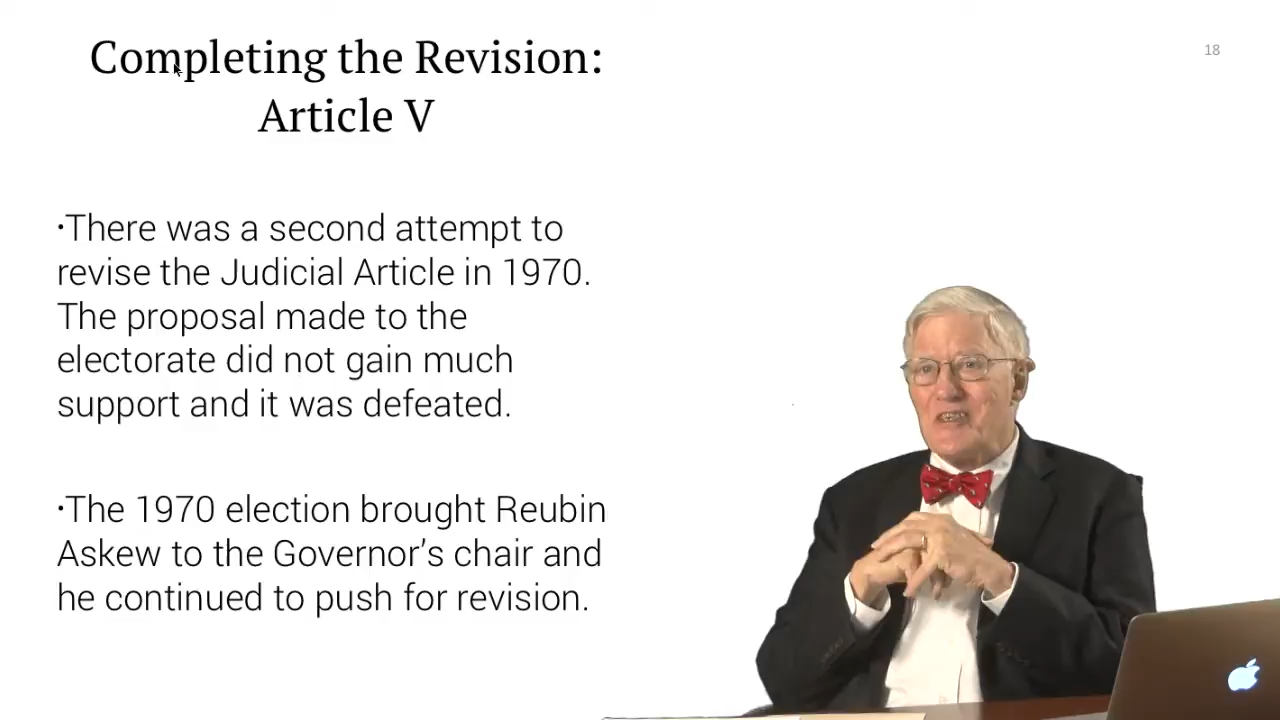 Completing the Revision:
Article V
18
·There was a second attempt to
revise the Judicial Article in 1970.
The proposal made to the
electorate did not gain much
support and it was defeated.
·The 1970 election brought Reubin
Askew to the Governor’s chair and
he continued to push for revision.